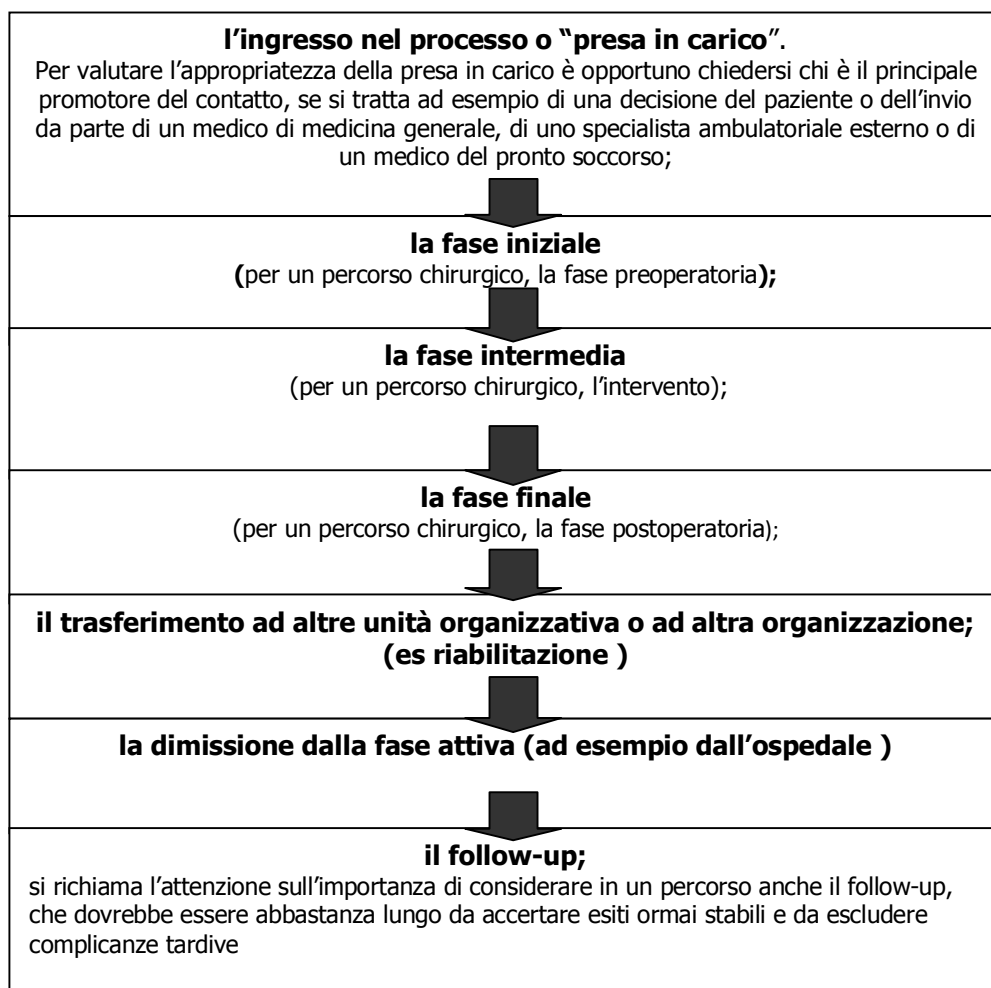 l'ingresso nel processo o “presa in carico”.
Per valutare l'appropriatezza della presa in carico è opportuno chiedersi chi è il principale
promotore del contatto, se si tratta ad esempio di una decisione del paziente o dell'invio
da parte di un medico di medicina generale, di uno specialista ambulatoriale esterno o di
un medico del pronto soccorso;
la fase iniziale
(per un percorso chirurgico, la fase preoperatoria);
la fase intermedia
(per un percorso chirurgico, l'intervento);
la fase finale
(per un percorso chirurgico, la fase postoperatoria);
il trasferimento ad altre unità organizzativa o ad altra organizzazione;
(es riabilitazione )
la dimissione dalla fase attiva (ad esempio dall'ospedale )
il follow-up;
si richiama l'attenzione sull'importanza di considerare in un percorso anche il follow-up,
che dovrebbe essere abbastanza lungo da accertare esiti ormai stabili e da escludere
complicanze tardive